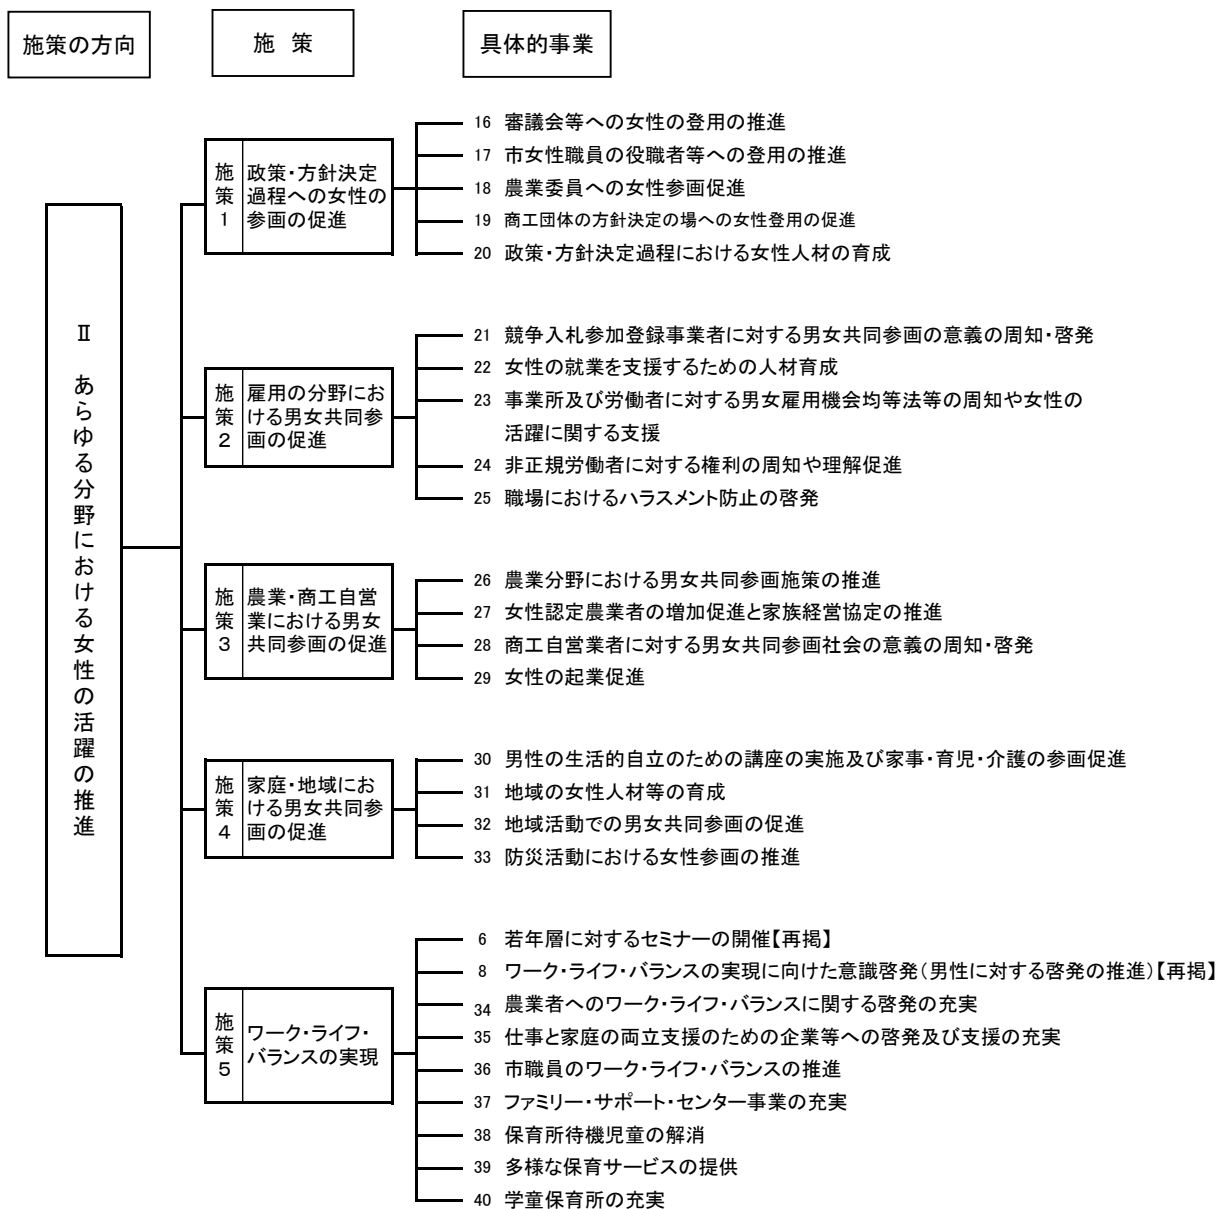 施策の方向
施 策
具体的事業
Ⅱ あらゆる分野における女性の活躍の推進
施策1
政策・方針決定
過程への女性の
参画の促進
16 審議会等への女性の登用の推進
17 市女性職員の役職者等への登用の推進
18 農業委員への女性参画促進
19 商工団体の方針決定の場への女性登用の促進
20 政策・方針決定過程における女性人材の育成
施策2
雇用の分野にお
ける男女共同参
画の促進
21 競争入札参加登録事業者に対する男女共同参画の意義の周知・啓発
22 女性の就業を支援するための人材育成
23 事業所及び労働者に対する男女雇用機会均等法等の周知や女性の
活躍に関する支援
24 非正規労働者に対する権利の周知や理解促進
25 職場におけるハラスメント防止の啓発
施策3
農業・商工自営
業における男女
共同参画の促進
26 農業分野における男女共同参画施策の推進
27 女性認定農業者の増加促進と家族経営協定の推進
28 商工自営業者に対する男女共同参画社会の意義の周知・啓発
29 女性の起業促進
施策4
家庭・地域にお
ける男女共同参
画の促進
30 男性の生活的自立のための講座の実施及び家事・育児・介護の参画促進
31 地域の女性人材等の育成
32 地域活動での男女共同参画の促進
33 防災活動における女性参画の推進
施策5
ワーク・ライフ・
バランスの実現
6 若年層に対するセミナーの開催【再掲】
8 ワーク・ライフ・バランスの実現に向けた意識啓発(男性に対する啓発の推進)【再掲】
34 農業者へのワーク・ライフ・バランスに関する啓発の充実
35 仕事と家庭の両立支援のための企業等への啓発及び支援の充実
36 市職員のワーク・ライフ・バランスの推進
37 ファミリー・サポート・センター事業の充実
38 保育所待機児童の解消
39 多様な保育サービスの提供
40 学童保育所の充実